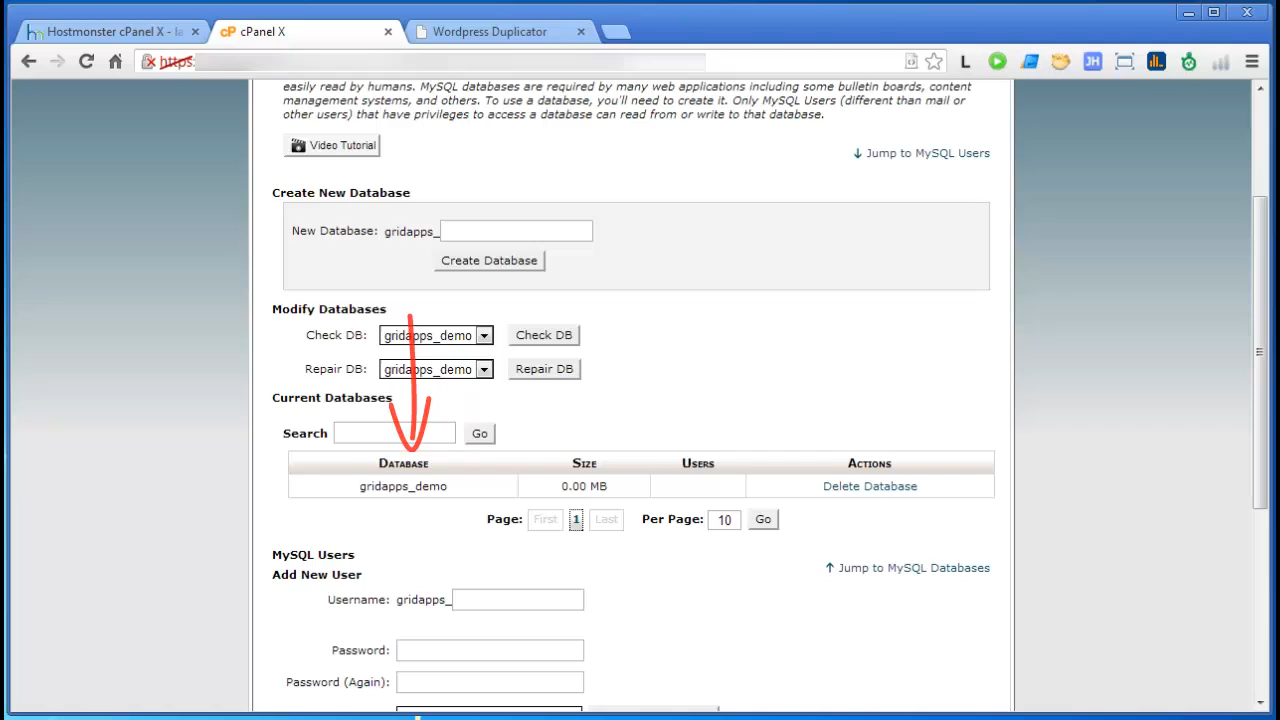 Hostmonster cPanel X - la
cPanel X
Wordpress Duplicator
https:
L
JH
easily read by humans. MySQL databases are required by many web applications including some bulletin boards, content
management systems, and others. To use a database, you'll need to create it. Only MySQL Users (different than mail or
other users) that have privileges to access a database can read from or write to that database.
Video Tutorial
Jump to MySQL Users
Create New Database
New Database: gridapps_
Create Database
Modify Databases
Check DB: gridapps_demo Check DB
Repair DB: gridapps_demo Repair DB
Current Databases
Search Go
DATABASE SIZE USERS ACTIONS
gridapps_demo 0.00 MB Delete Database
Page: First 1 Last Per Page: 10 Go
MySQL Users
Jump to MySQL Databases
Add New User
Username: gridapps_
Password:
Password (Again):